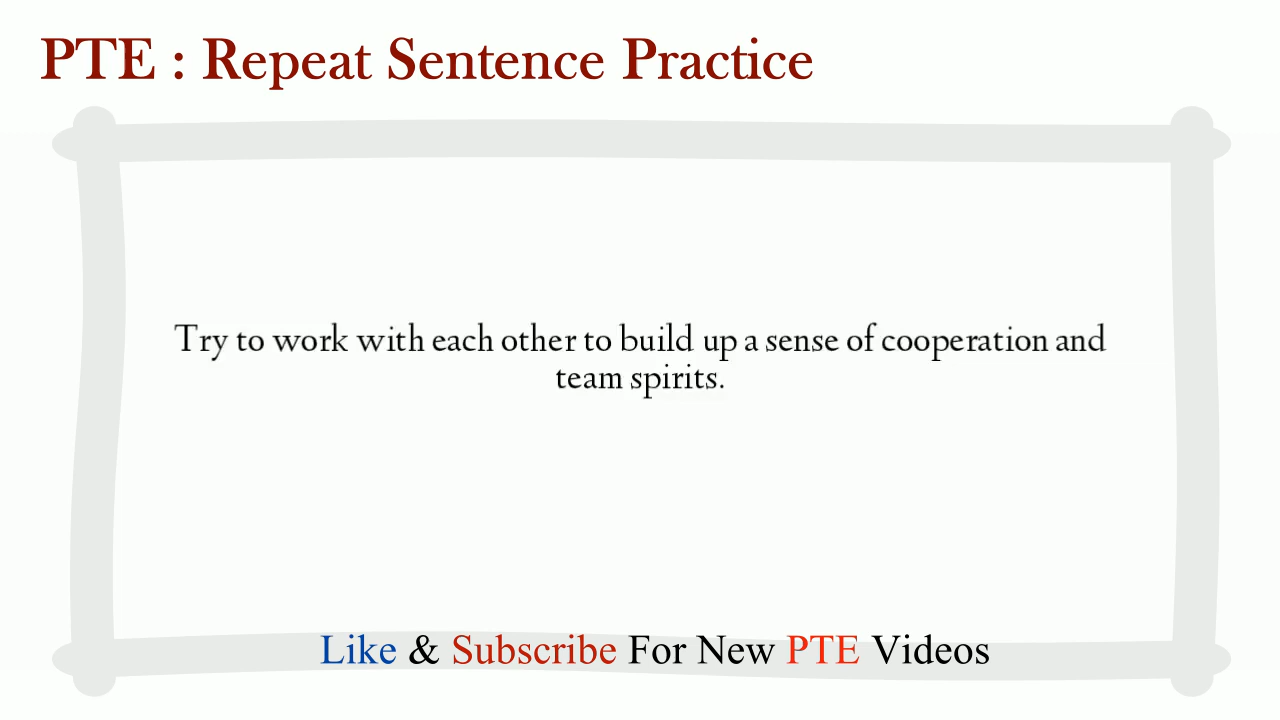 PTE : Repeat Sentence Practice
Try to work with each other to build up a sense of cooperation and
team spirits.
Like & Subscribe For New PTE Videos